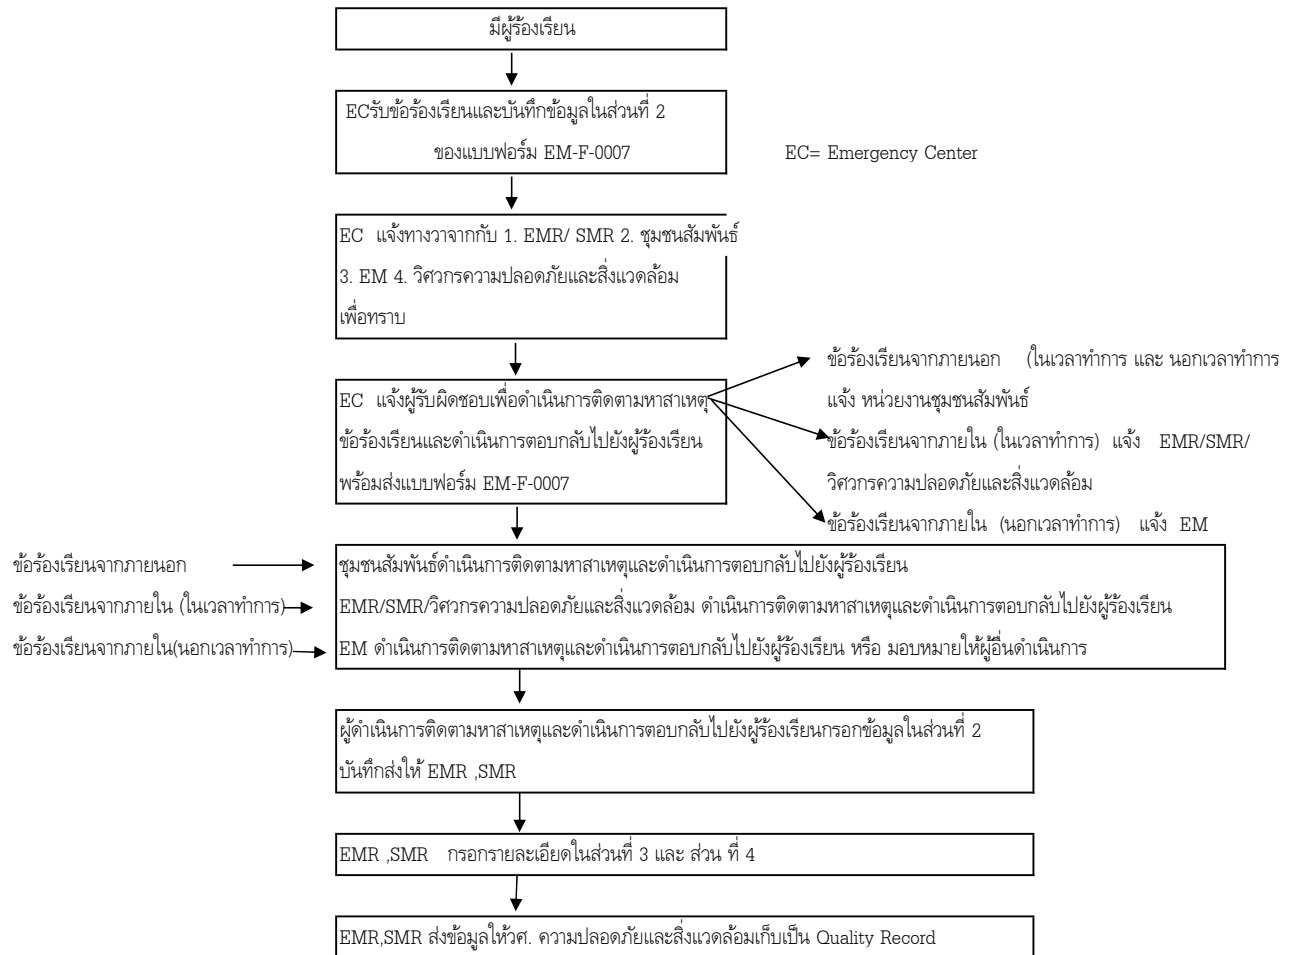 มีผู้ร้องเรียน
ECรับข้อร้องเรียนและบันทึกข้อมูลในส่วนที่ 2
ของแบบฟอร์ม EM-F-0007
EC= Emergency Center
EC แจ้งทางวาจากกับ 1. EMR/ SMR 2. ชุมชนสัมพันธ์
3. EM 4. วิศวกรความปลอดภัยและสิ่งแวดล้อม
เพื่อทราบ
EC แจ้งผู้รับผิดชอบเพื่อดำเนินการติดตามหาสาเหตุ
ข้อร้องเรียนและดำเนินการตอบกลับไปยังผู้ร้องเรียน
พร้อมส่งแบบฟอร์ม EM-F-0007
ข้อร้องเรียนจากภายนอก (ในเวลาทำการ และ นอกเวลาทำการ
แจ้ง หน่วยงานชุมชนสัมพันธ์
ข้อร้องเรียนจากภายใน (ในเวลาทำการ) แจ้ง EMR/SMR/
วิศวกรความปลอดภัยและสิ่งแวดล้อม
ข้อร้องเรียนจากภายใน (นอกเวลาทำการ) แจ้ง EM
ข้อร้องเรียนจากภายนอก
ชุมชนสัมพันธ์ดำเนินการติดตามหาสาเหตุและดำเนินการตอบกลับไปยังผู้ร้องเรียน
ข้อร้องเรียนจากภายใน (ในเวลาทำการ)
EMR/SMR/วิศวกรความปลอดภัยและสิ่งแวดล้อม ดำเนินการติดตามหาสาเหตุและดำเนินการตอบกลับไปยังผู้ร้องเรียน
ข้อร้องเรียนจากภายใน(นอกเวลาทำการ)
EM ดำเนินการติดตามหาสาเหตุและดำเนินการตอบกลับไปยังผู้ร้องเรียน หรือ มอบหมายให้ผู้อื่นดำเนินการ
ผู้ดำเนินการติดตามหาสาเหตุและดำเนินการตอบกลับไปยังผู้ร้องเรียนกรอกข้อมูลในส่วนที่ 2
บันทึกส่งให้ EMR ,SMR
EMR ,SMR กรอกรายละเอียดในส่วนที่ 3 และ ส่วน ที่ 4
EMR,SMR ส่งข้อมูลให้วศ. ความปลอดภัยและสิ่งแวดล้อมเก็บเป็น Quality Record